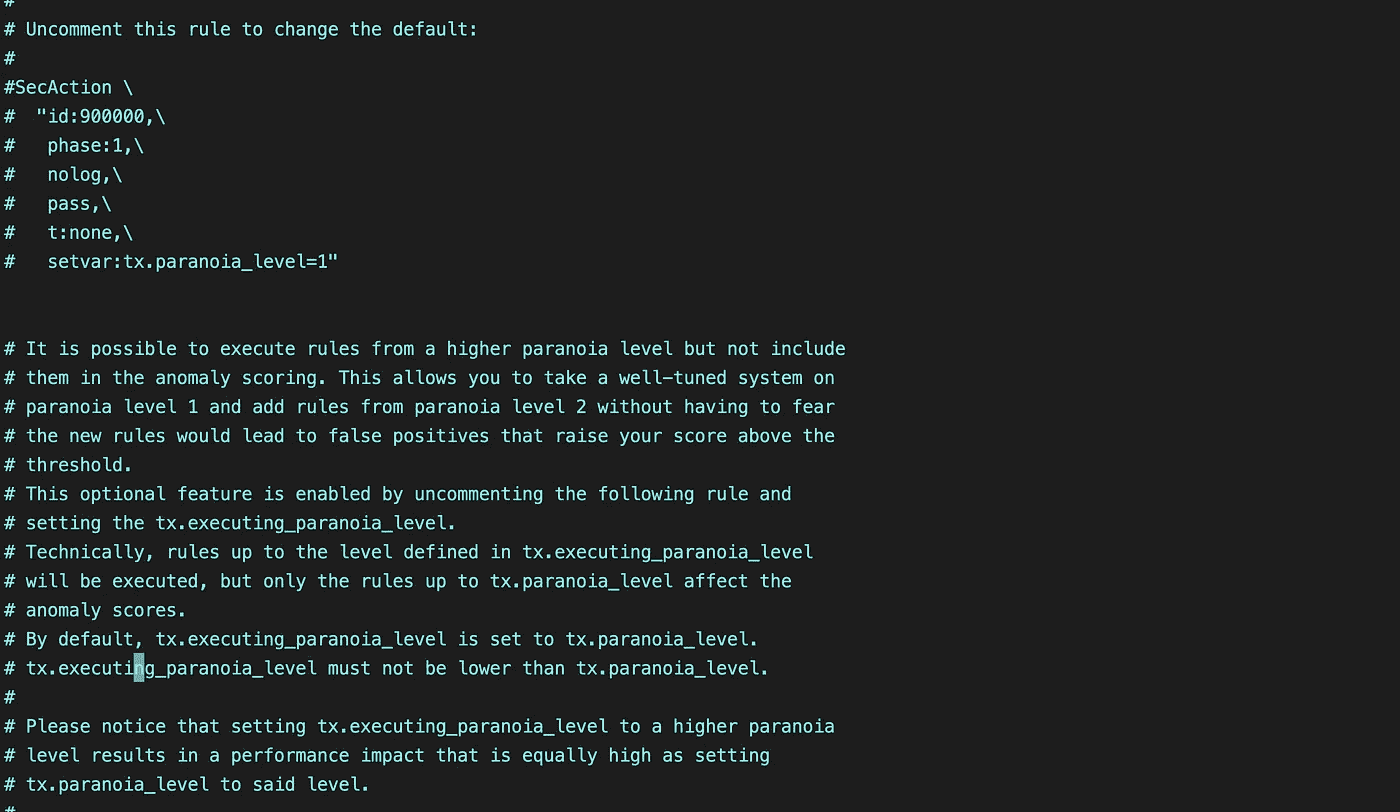 #
# Uncomment this rule to change the default:
#
#SecAction \
#  "id:900000,\
#   phase:1,\
#   nolog,\
#   pass,\
#   t:none,\
#   setvar:tx.paranoia_level=1"
# It is possible to execute rules from a higher paranoia level but not include
# them in the anomaly scoring. This allows you to take a well-tuned system on
# paranoia level 1 and add rules from paranoia level 2 without having to fear
# the new rules would lead to false positives that raise your score above the
# threshold.
# This optional feature is enabled by uncommenting the following rule and
# setting the tx.executing_paranoia_level.
# Technically, rules up to the level defined in tx.executing_paranoia_level
# will be executed, but only the rules up to tx.paranoia_level affect the
# anomaly scores.
# By default, tx.executing_paranoia_level is set to tx.paranoia_level.
# tx.executing_paranoia_level must not be lower than tx.paranoia_level.
#
# Please notice that setting tx.executing_paranoia_level to a higher paranoia
# level results in a performance impact that is equally high as setting
# tx.paranoia_level to said level.
#